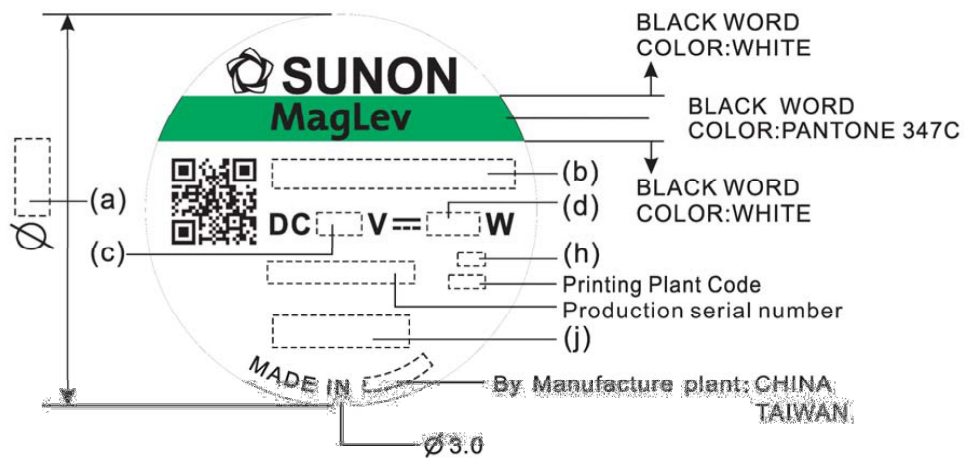 BLACK WORD
COLOR:WHITE
SUNON
MagLev
BLACK WORD
COLOR:PANTONE 347C
(a)
(b)
BLACK WORD
COLOR:WHITE
(d)
DC V W
Ø
(c)
(h)
Printing Plant Code
Production serial number
(j)
MADE IN
By Manufacture plant: CHINA
TAIWAN
Ø 3.0